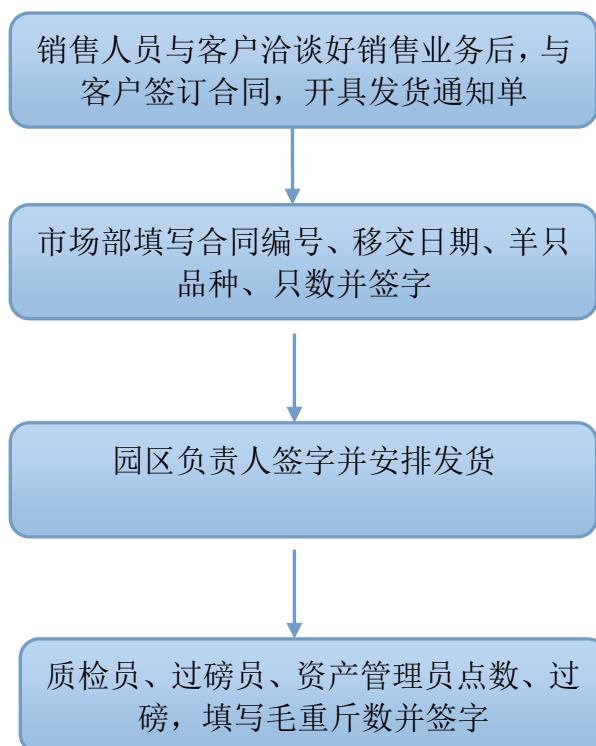 销售人员与客户洽谈好销售业务后，与
客户签订合同，开具发货通知单
市场部填写合同编号、移交日期、羊只
品种、只数并签字
园区负责人签字并安排发货
质检员、过磅员、资产管理员点数、过
磅，填写毛重斤数并签字